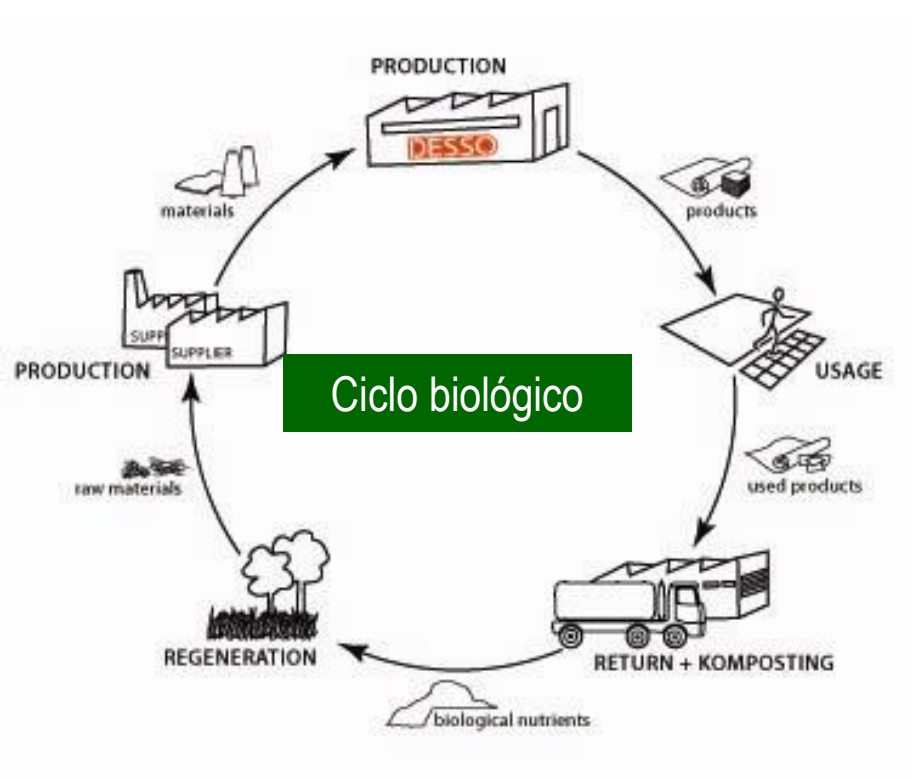 PRODUCTION
DESSO
materials
products
SUPP
SUPPLIER
PRODUCTION
Ciclo biológico
USAGE
raw materials
used products
REGENERATION
RETURN + KOMPOSTING
biological nutrients